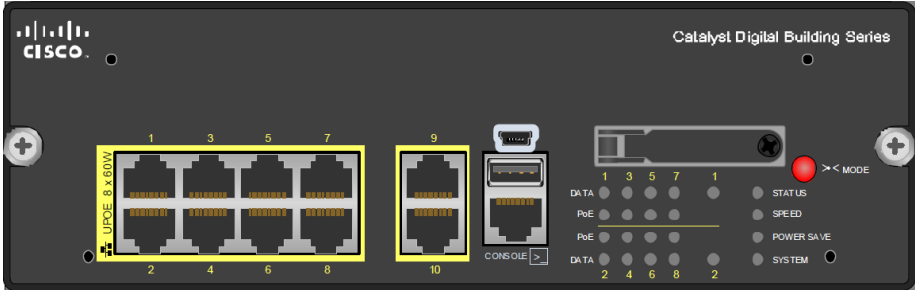 CISCO
Catalyst Digital Building Series
1 3 5 7
9
UPOE 8 x 60W
2 4 6 8
10
CONSOLE >_
>< MODE
1 3 5 7 1
DATA
PoE
PoE
DATA
2 4 6 8 2
STATUS
SPEED
POWER SAVE
SYSTEM